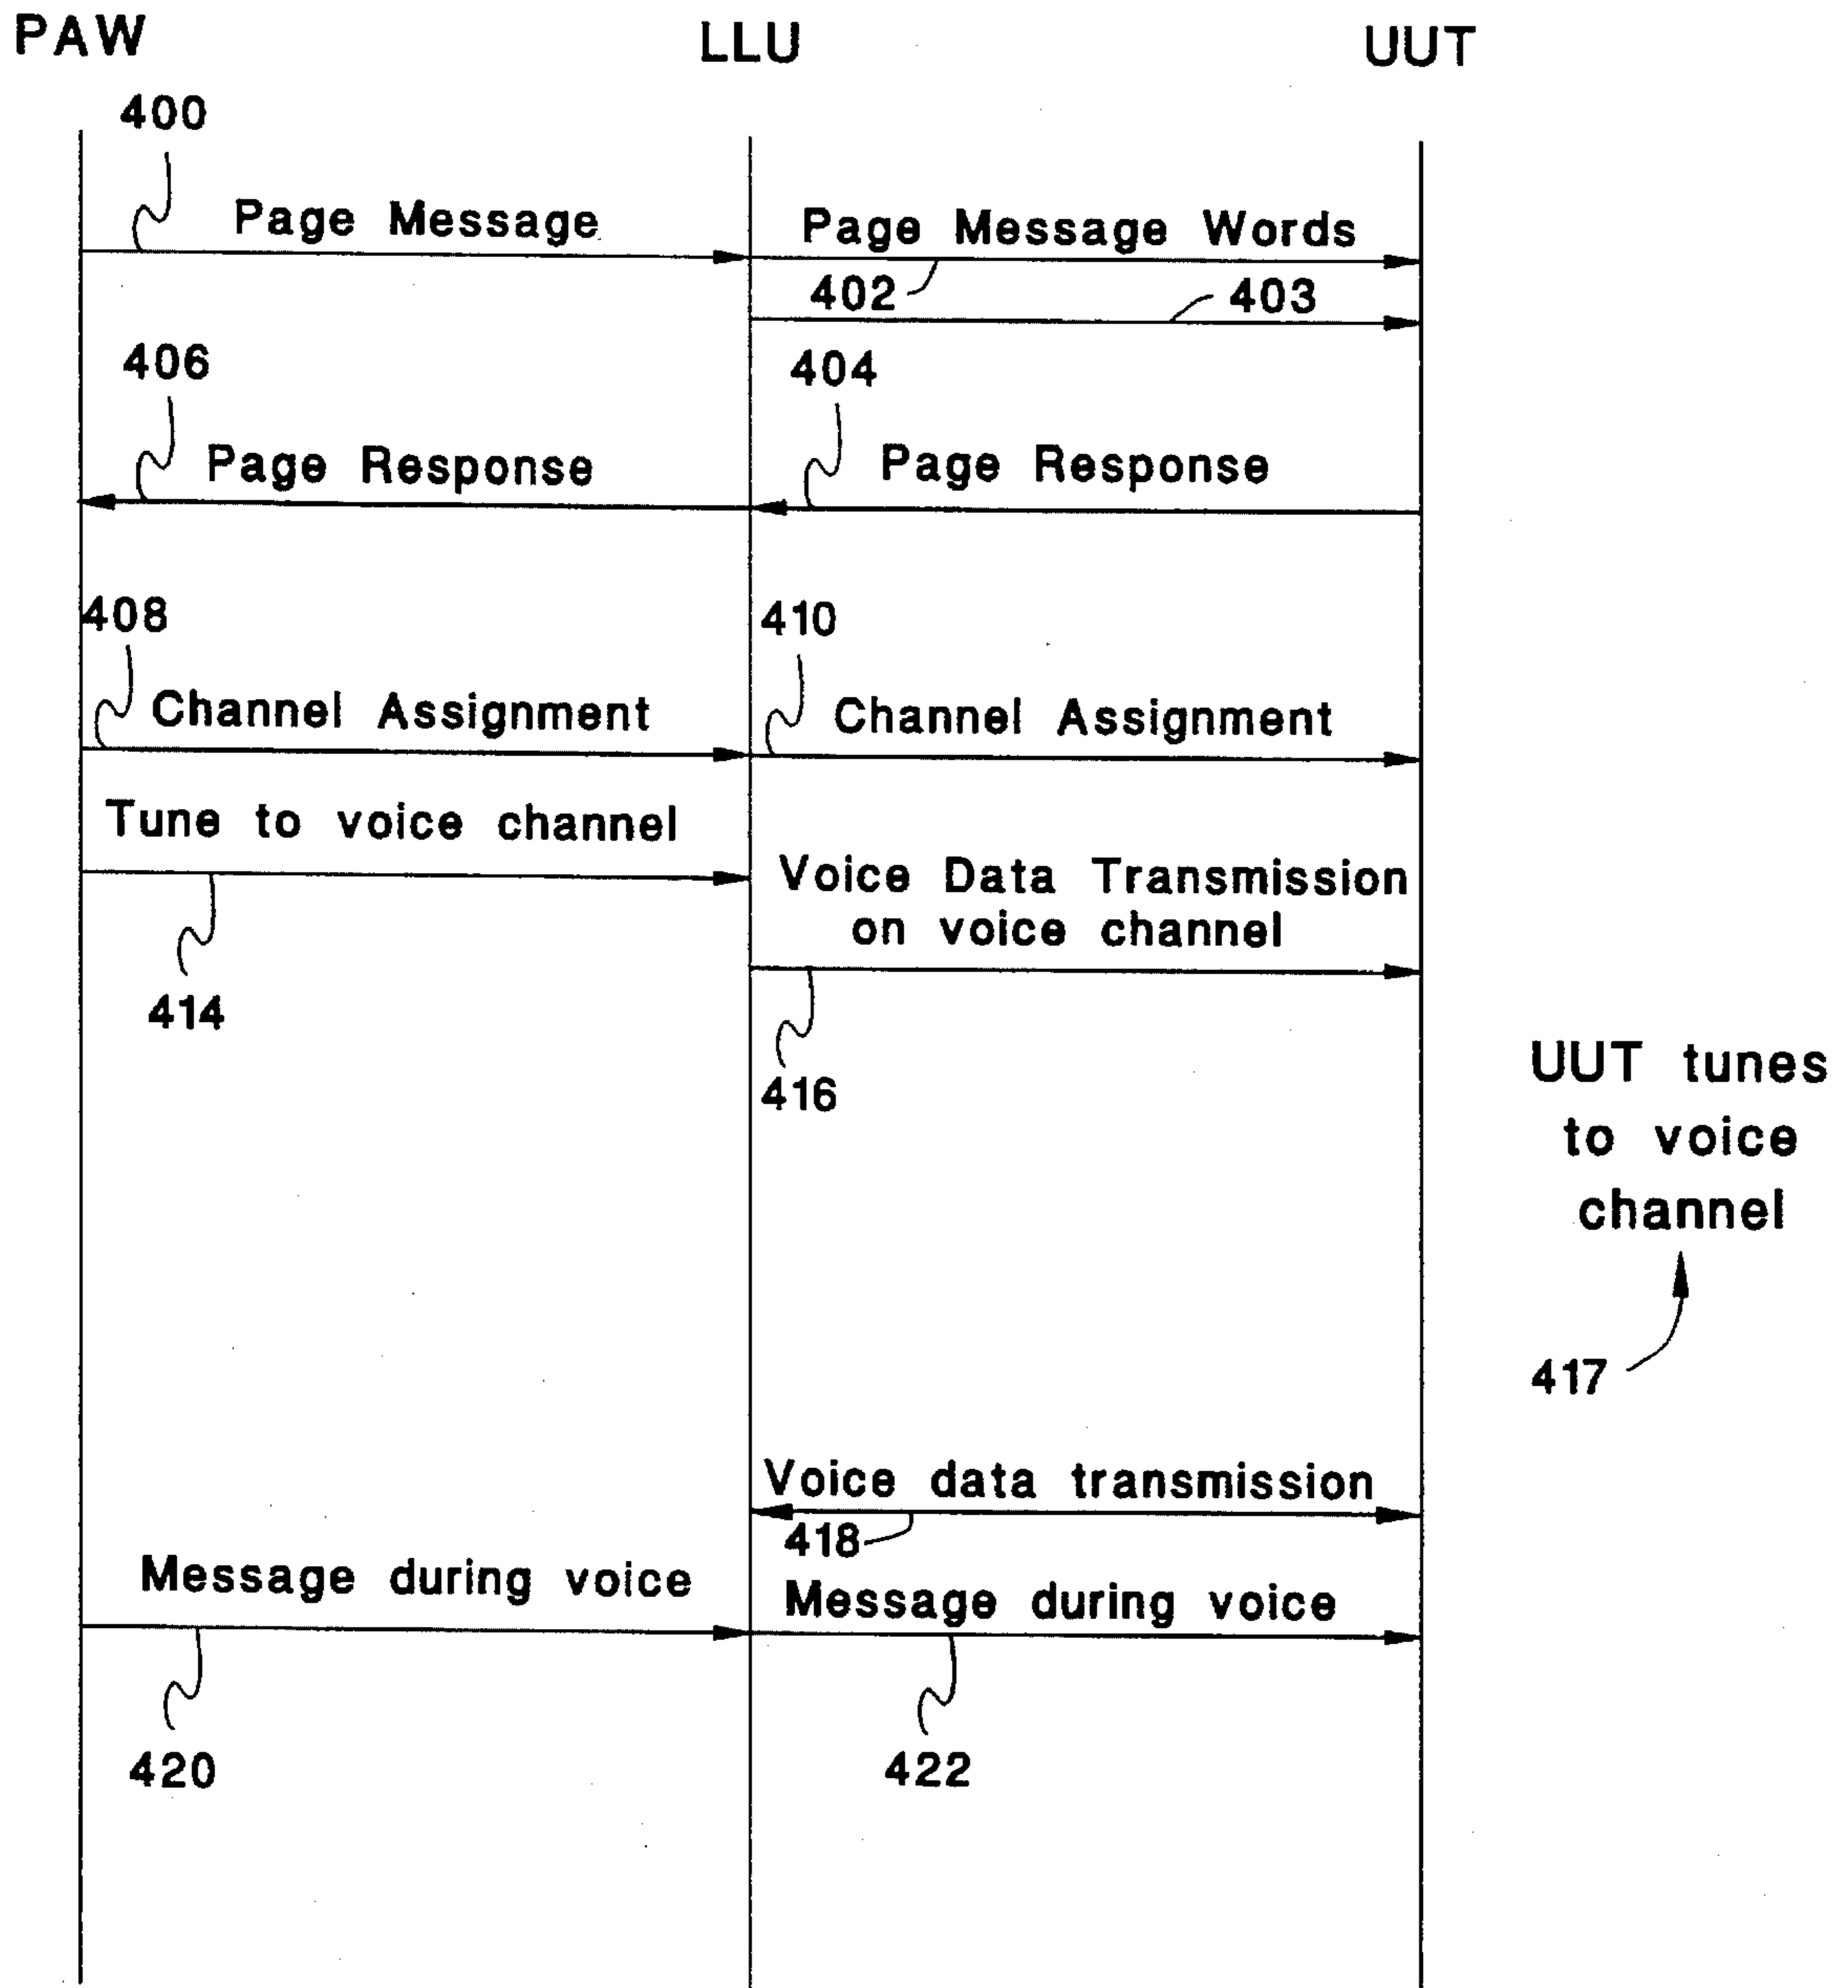 PAW LLU UUT
400
Page Message
Page Message Words
402
403
406
404
Page Response
Page Response
408
410
Channel Assignment
Channel Assignment
Tune to voice channel
Voice Data Transmission
on voice channel
414
416
UUT tunes
to voice
channel
417
Voice data transmission
418
Message during voice
Message during voice
420
422